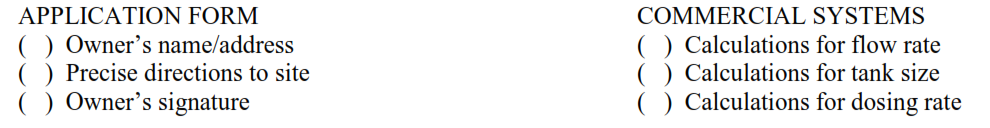 APPLICATION FORM
( ) Owner’s name/address
( ) Precise directions to site
( ) Owner’s signature
COMMERCIAL SYSTEMS
( ) Calculations for flow rate
( ) Calculations for tank size
( ) Calculations for dosing rate